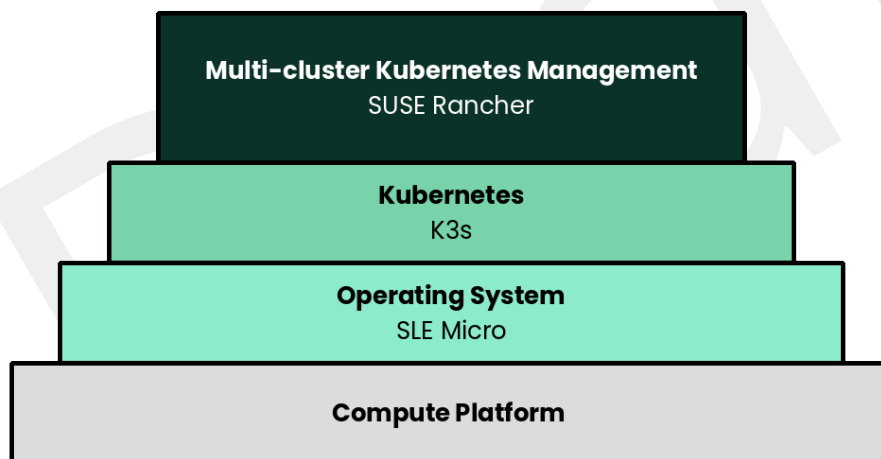 Multi-cluster Kubernetes Management
SUSE Rancher
Kubernetes
K3s
Operating System
SLE Micro
Compute Platform